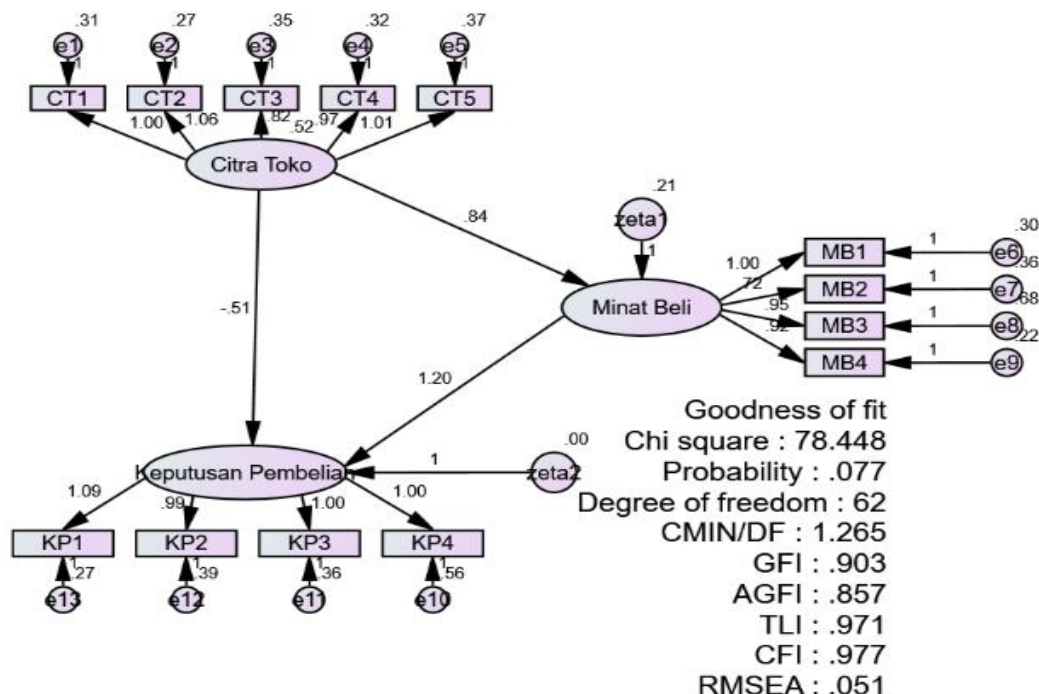 .31 .27 .35 .32 .37
e1 e2 e3 e4 e5
1 1 1 1 1
CT1 CT2 CT3 CT4 CT5
1.00 1.06 .82 .52 .97 1.01
Citra Toko
.84
.21
zeta1
1
-.51
Minat Beli
1.00
.72
.95
.92
MB1 1 e6 .30
MB2 1 e7 .36
MB3 1 e8 .68
MB4 1 e9 .22
1.20
.00
Keputusan Pembelian 1 zeta2
1.09 .99 1.00 1.00
KP1 KP2 KP3 KP4
1 1 1 1
.27 .39 .36 .56
e13 e12 e11 e10
Goodness of fit
Chi square : 78.448
Probability : .077
Degree of freedom : 62
CMIN/DF : 1.265
GFI : .903
AGFI : .857
TLI : .971
CFI : .977
RMSEA : .051